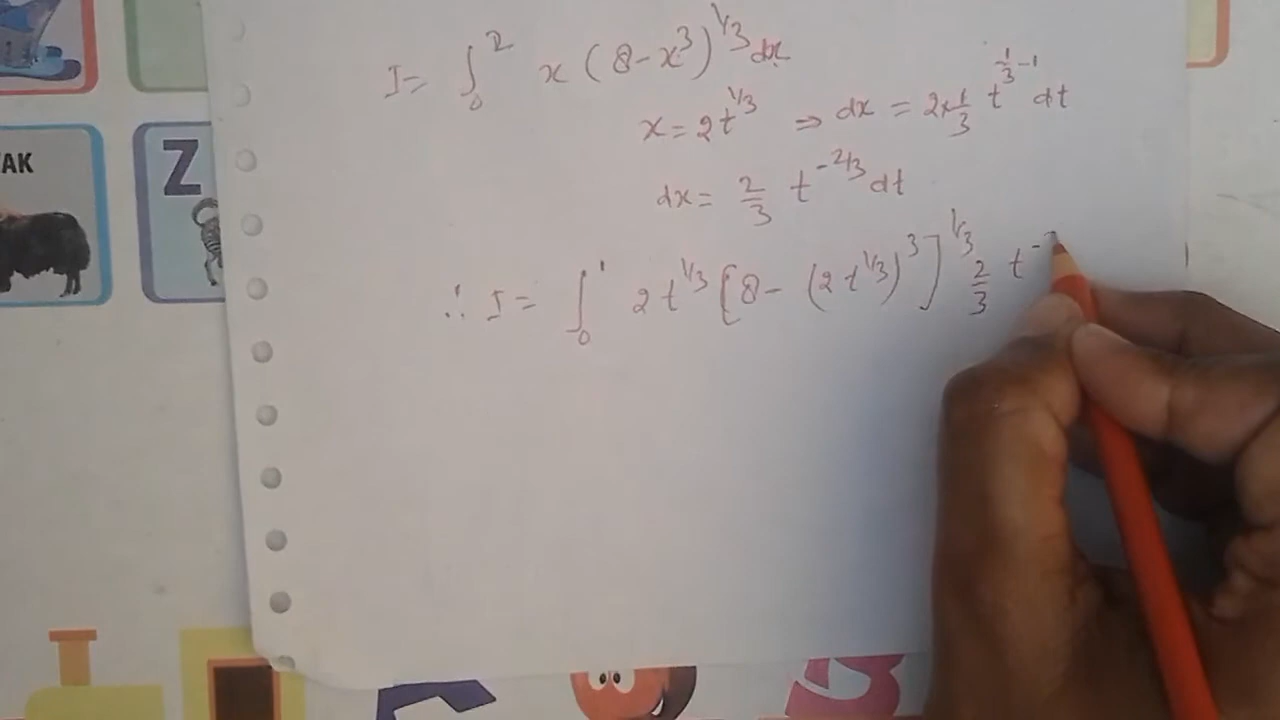 I = ∫₀² x (8 - x³)^1/3 dx
x = 2t^1/3 ⇒ dx = 2×1/3 t^1/3-1 dt
AK
Z
dx = 2/3 t^-2/3 dt
∴ I = ∫₀¹ 2t^1/3 [8 - (2t^1/3)³]^1/3 2/3 t^-